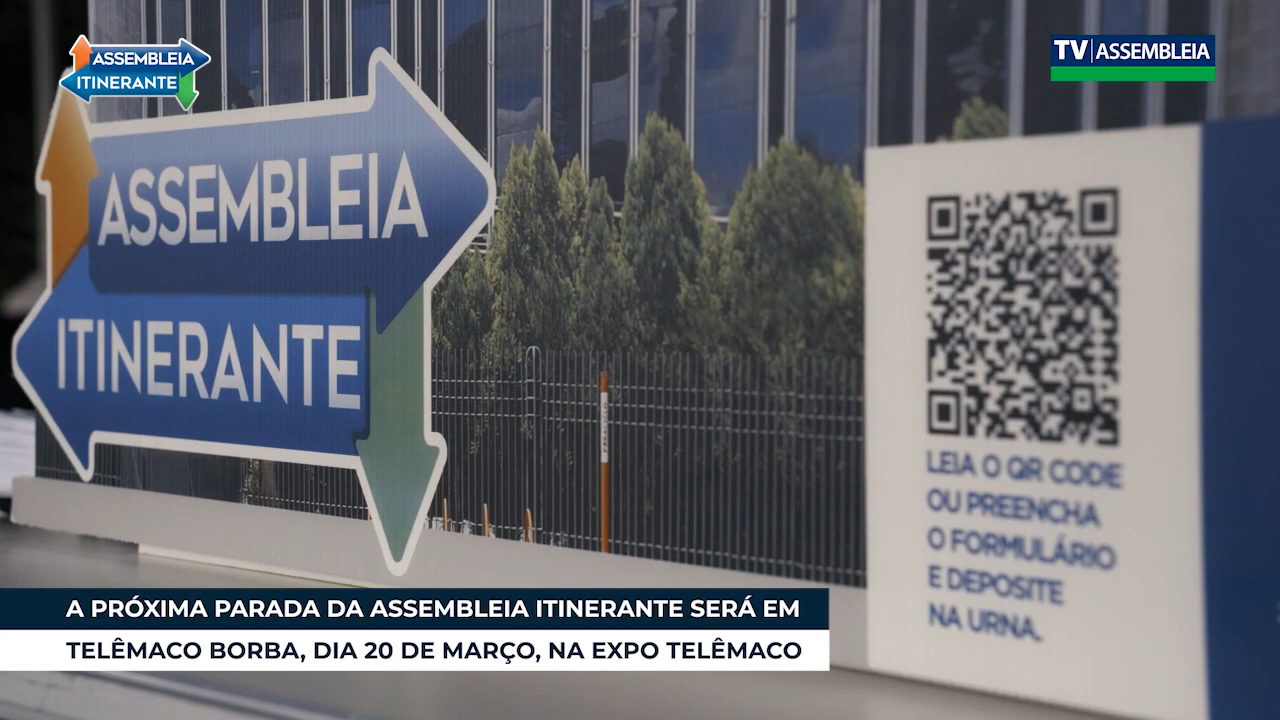 ASSEMBLEIA
ITINERANTE
TV ASSEMBLEIA
ASSEMBLEIA
ITINERANTE
LEIA O QR CODE
OU PREENCHA
O FORMULÁRIO
E DEPOSITE
NA URNA.
A PRÓXIMA PARADA DA ASSEMBLEIA ITINERANTE SERÁ EM
TELÊMACO BORBA, DIA 20 DE MARÇO, NA EXPO TELÊMACO